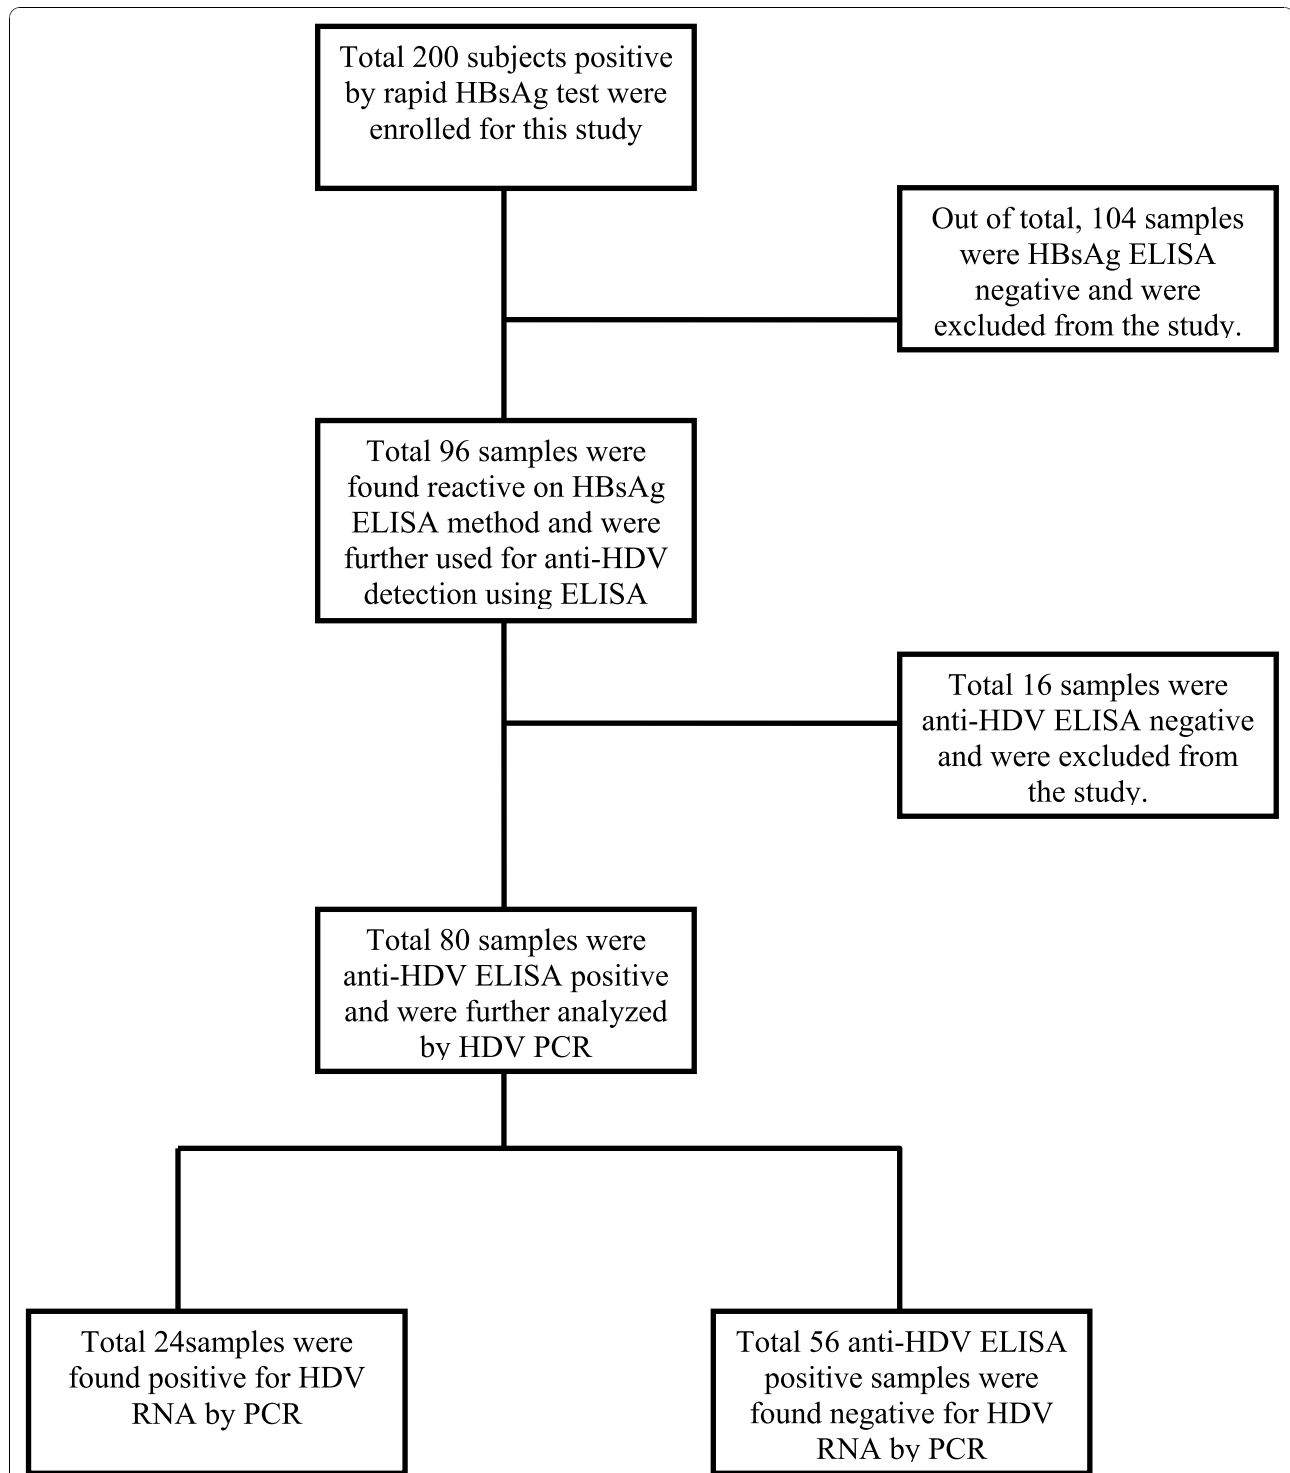 Total 200 subjects positive
by rapid HBsAg test were
enrolled for this study
Out of total, 104 samples
were HBsAg ELISA
negative and were
excluded from the study.
Total 96 samples were
found reactive on HBsAg
ELISA method and were
further used for anti-HDV
detection using ELISA
Total 16 samples were
anti-HDV ELISA negative
and were excluded from
the study.
Total 80 samples were
anti-HDV ELISA positive
and were further analyzed
by HDV PCR
Total 24samples were
found positive for HDV
RNA by PCR
Total 56 anti-HDV ELISA
positive samples were
found negative for HDV
RNA by PCR